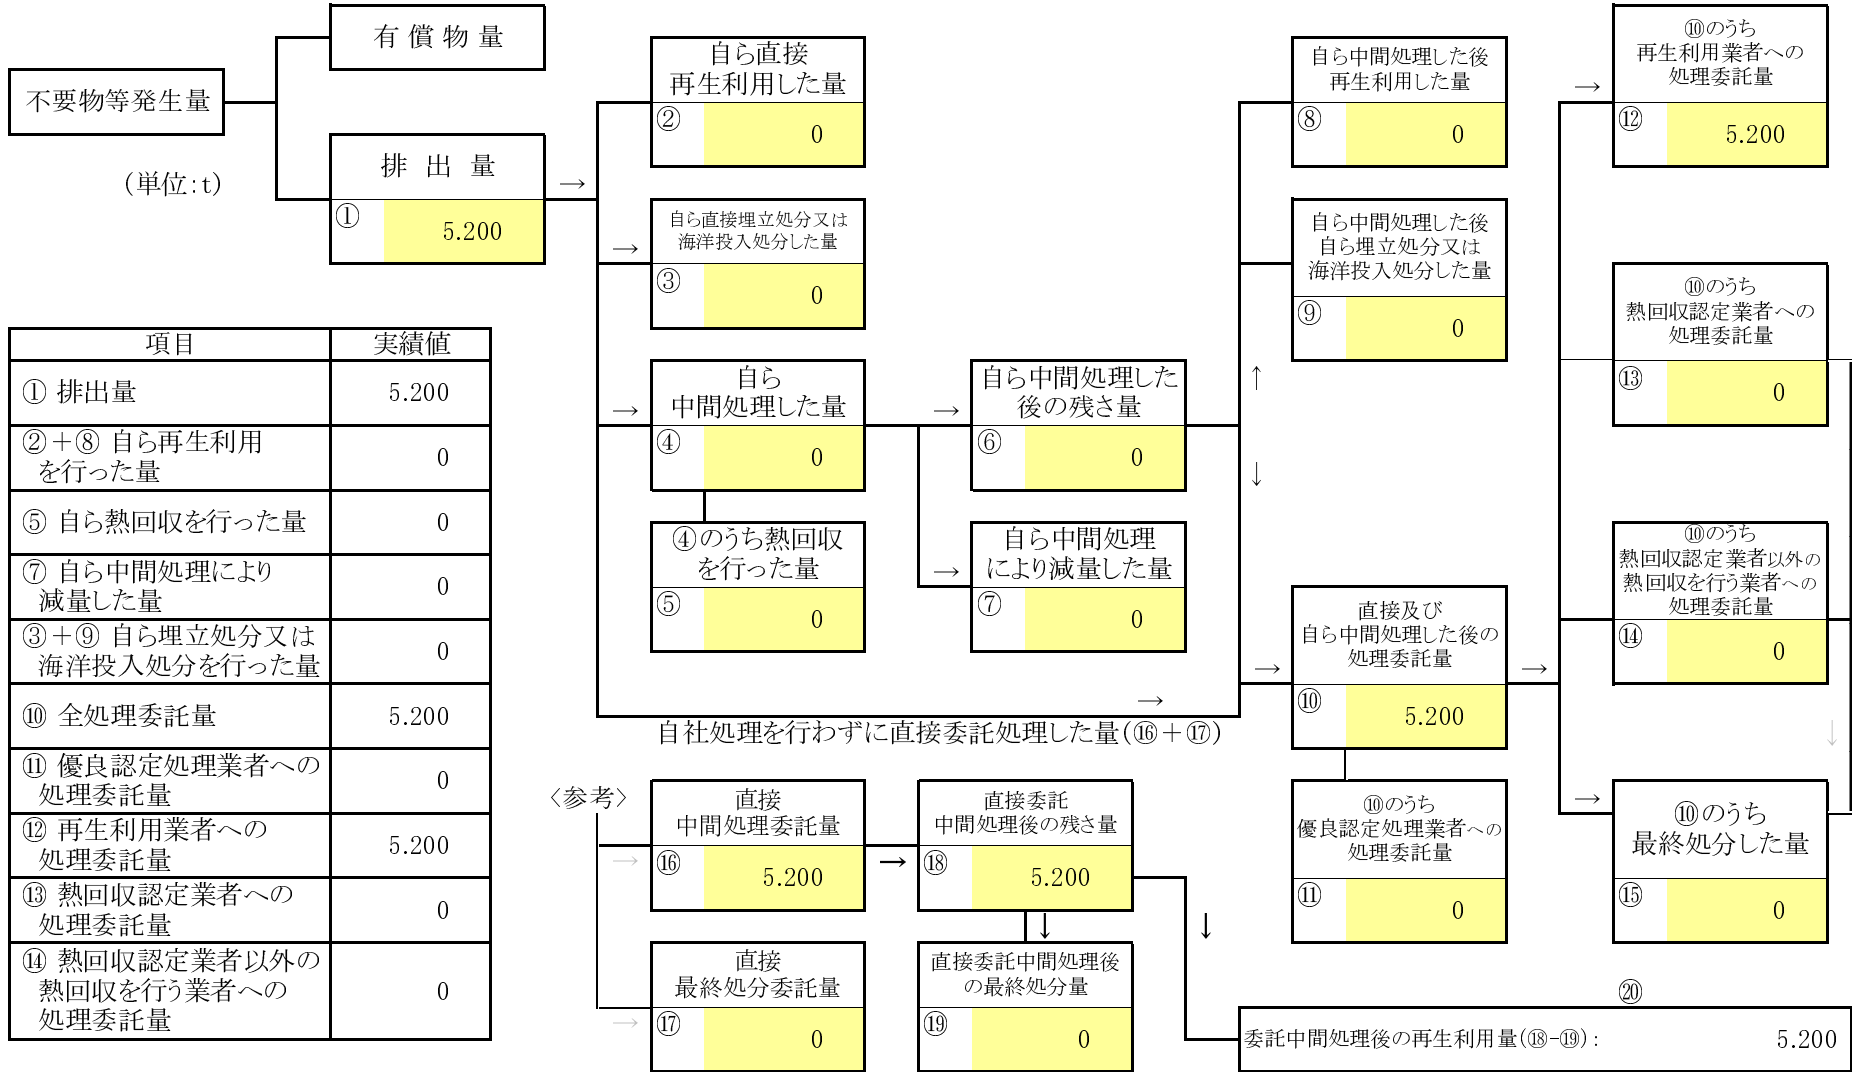 有償物量
不要物等発生量
（単位:t）
排出量
①
5.200
→
自ら直接
再生利用した量
②
0
→
自ら直接埋立処分又は
海洋投入処分した量
③
0
→
自ら
中間処理した量
④
0
④のうち熱回収
を行った量
⑤
0
→
自ら中間処理した
後の残さ量
⑥
0
→
自ら中間処理
により減量した量
⑦
0
自ら中間処理した後
再生利用した量
⑧
0
自ら中間処理した後
自ら埋立処分又は
海洋投入処分した量
⑨
0
↑
↓
→
直接及び
自ら中間処理した後の
処理委託量
⑩
5.200
→
⑩のうち
優良認定処理業者への
処理委託量
⑪
0
→
⑩のうち
再生利用業者への
処理委託量
⑫
5.200
⑩のうち
熱回収認定業者への
処理委託量
⑬
0
⑩のうち
熱回収認定業者以外の
熱回収を行う業者への
処理委託量
⑭
0
↓
→
⑩のうち
最終処分した量
⑮
0
→
自社処理を行わずに直接委託処理した量(⑯＋⑰)
〈参考〉
→
直接
中間処理委託量
⑯
5.200
→
直接委託
中間処理後の残さ量
⑱
5.200
→
直接
最終処分委託量
⑰
0
↓
直接委託中間処理後
の最終処分量
⑲
0
↓
⑳
委託中間処理後の再生利用量(⑱-⑲)：
5.200
項目 実績値
① 排出量 5.200
②＋⑧ 自ら再生利用
を行った量 0
⑤ 自ら熱回収を行った量 0
⑦ 自ら中間処理により
減量した量 0
③＋⑨ 自ら埋立処分又は
海洋投入処分を行った量 0
⑩ 全処理委託量 5.200
⑪ 優良認定処理業者への
処理委託量 0
⑫ 再生利用業者への
処理委託量 5.200
⑬ 熱回収認定業者への
処理委託量 0
⑭ 熱回収認定業者以外の
熱回収を行う業者への
処理委託量 0